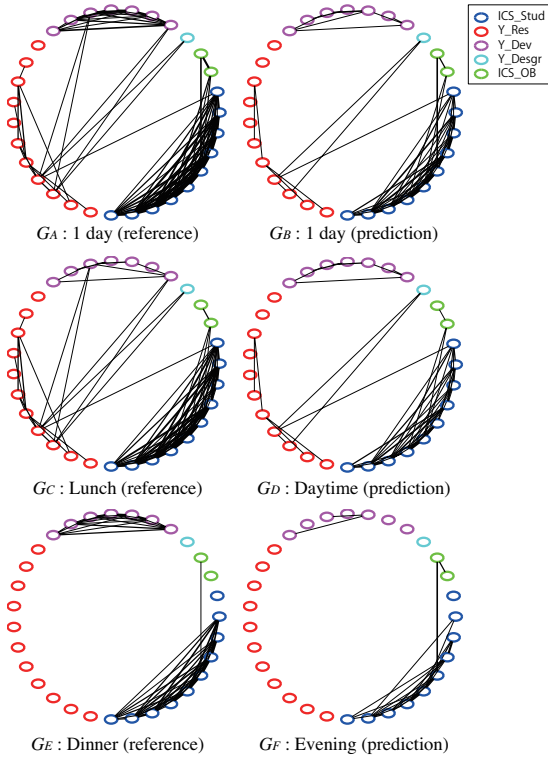 ICS_Stud
Y_Res
Y_Dev
Y_Desgr
ICS_OB
GA : 1 day (reference)
GB : 1 day (prediction)
GC : Lunch (reference)
GD : Daytime (prediction)
GE : Dinner (reference)
GF : Evening (prediction)